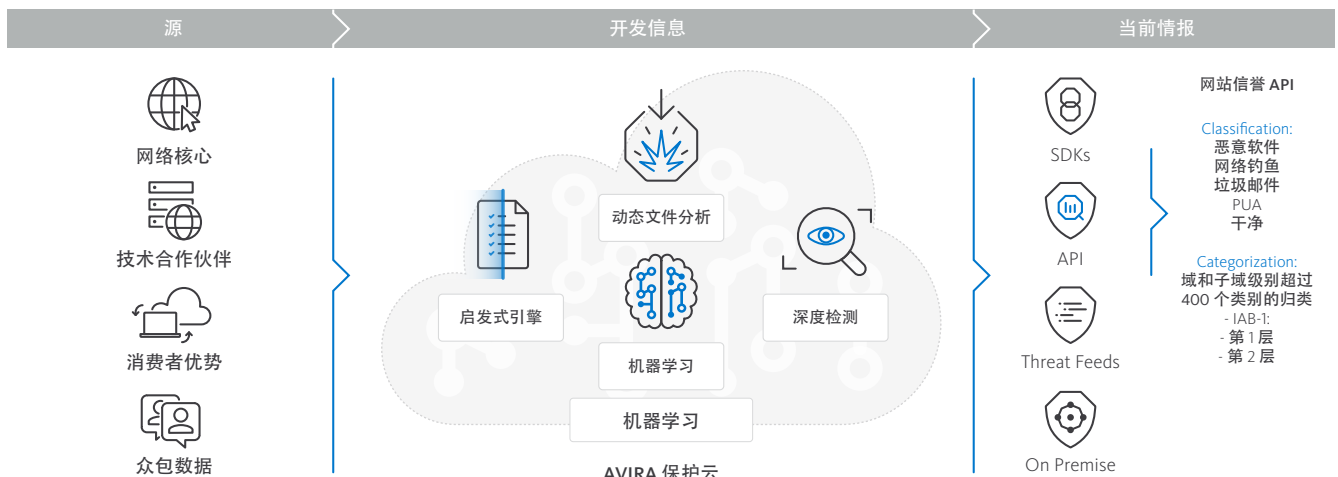 源
开发信息
当前情报
网络核心
技术合作伙伴
消费者优势
众包数据
动态文件分析
启发式引擎
深度检测
机器学习
机器学习
AVIRA 保护云
SDKs
API
Threat Feeds
On Premise
网站信誉 API
Classification:
恶意软件
网络钓鱼
垃圾邮件
PUA
干净
Categorization:
域和子域级别超过
400 个类别的归类
- IAB-1:
- 第 1 层
- 第 2 层